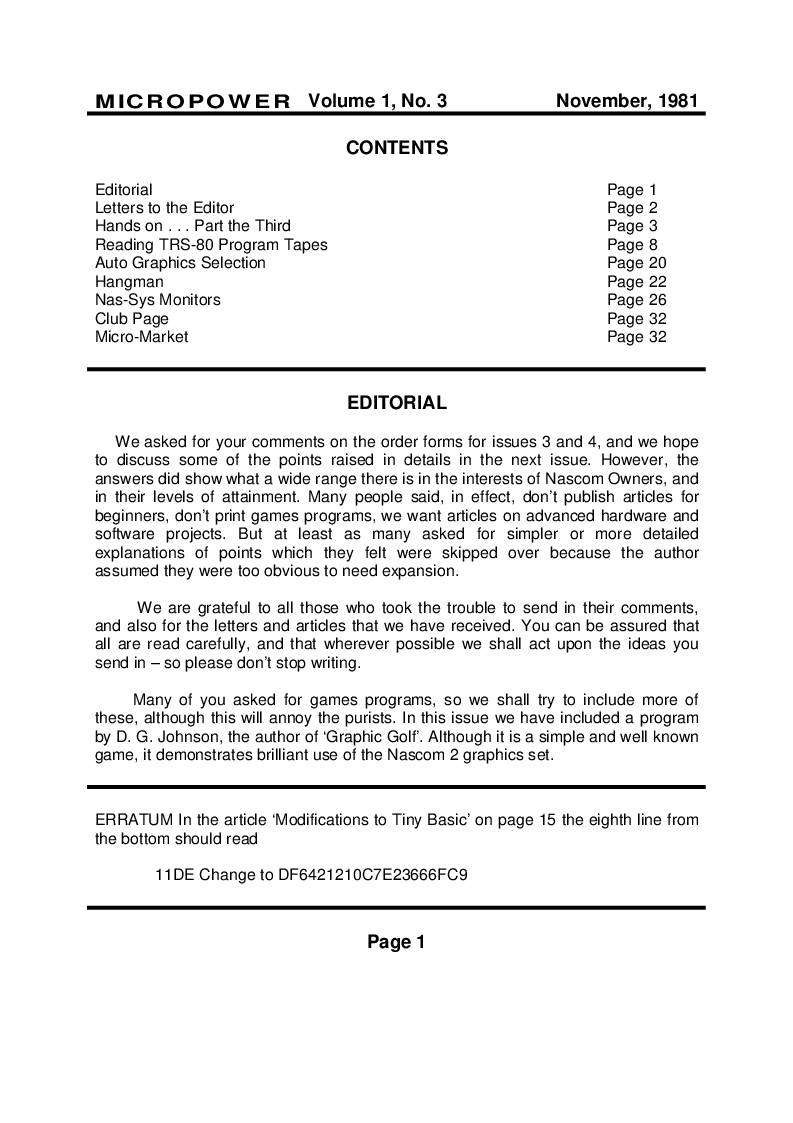 MICROPOWER Volume 1, No. 3 November, 1981
CONTENTS
Editorial Page 1
Letters to the Editor Page 2
Hands on . . . Part the Third Page 3
Reading TRS-80 Program Tapes Page 8
Auto Graphics Selection Page 20
Hangman Page 22
Nas-Sys Monitors Page 26
Club Page Page 32
Micro-Market Page 32
EDITORIAL
We asked for your comments on the order forms for issues 3 and 4, and we hope
to discuss some of the points raised in details in the next issue. However, the
answers did show what a wide range there is in the interests of Nascom Owners, and
in their levels of attainment. Many people said, in effect, don’t publish articles for
beginners, don’t print games programs, we want articles on advanced hardware and
software projects. But at least as many asked for simpler or more detailed
explanations of points which they felt were skipped over because the author
assumed they were too obvious to need expansion.
We are grateful to all those who took the trouble to send in their comments,
and also for the letters and articles that we have received. You can be assured that
all are read carefully, and that wherever possible we shall act upon the ideas you
send in – so please don’t stop writing.
Many of you asked for games programs, so we shall try to include more of
these, although this will annoy the purists. In this issue we have included a program
by D. G. Johnson, the author of ‘Graphic Golf’. Although it is a simple and well known
game, it demonstrates brilliant use of the Nascom 2 graphics set.
ERRATUM In the article ‘Modifications to Tiny Basic’ on page 15 the eighth line from
the bottom should read
11DE Change to DF6421210C7E23666FC9
Page 1